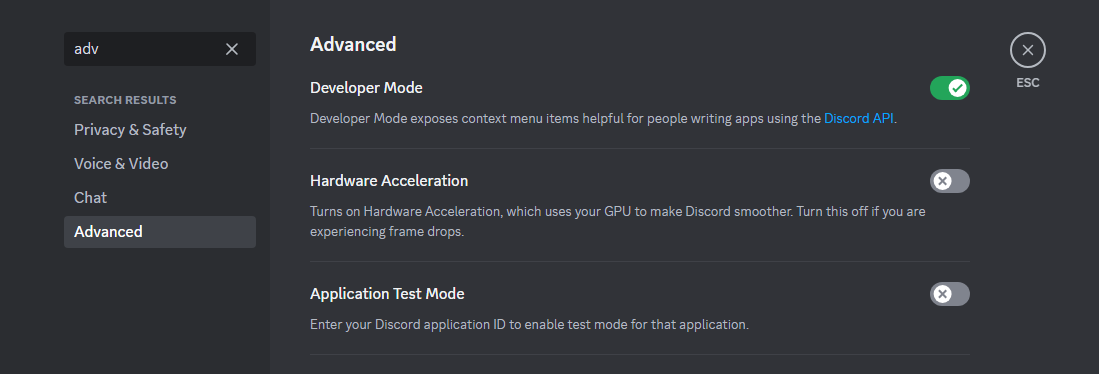 adv
SEARCH RESULTS
Privacy & Safety
Voice & Video
Chat
Advanced
Advanced
Developer Mode
Developer Mode exposes context menu items helpful for people writing apps using the Discord API.
Hardware Acceleration
Turns on Hardware Acceleration, which uses your GPU to make Discord smoother. Turn this off if you are
experiencing frame drops.
Application Test Mode
Enter your Discord application ID to enable test mode for that application.
ESC